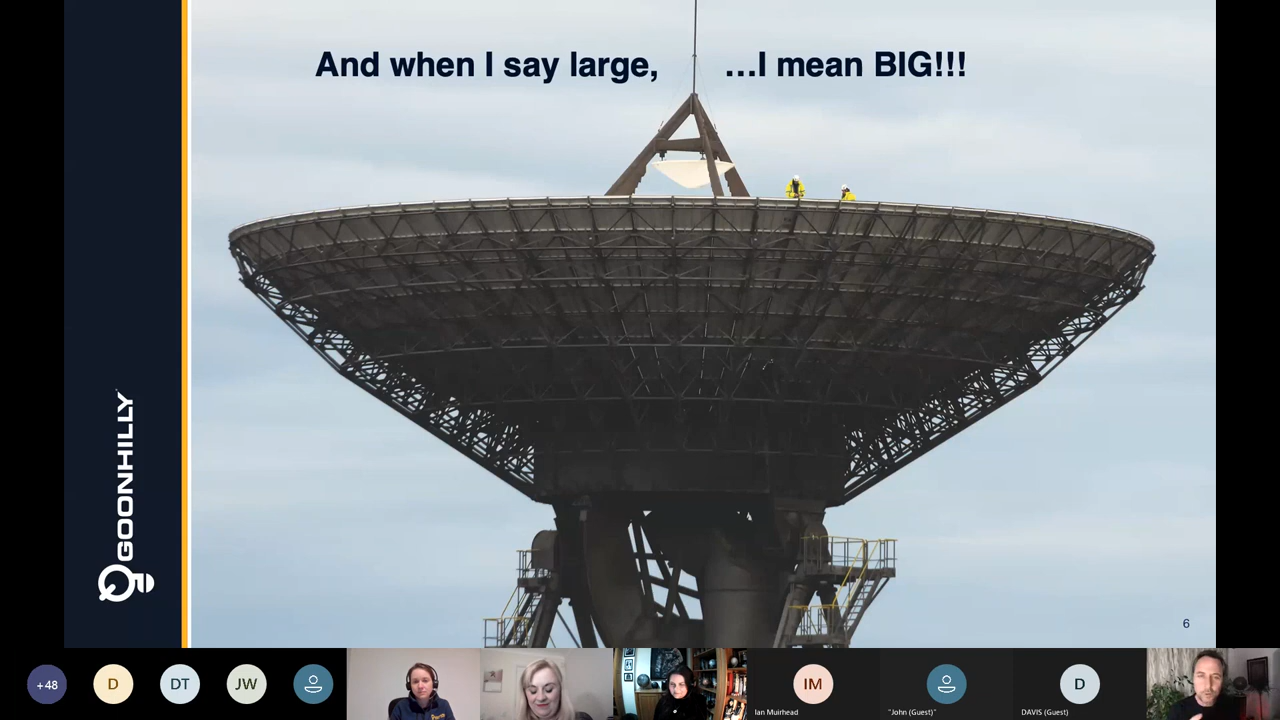 And when I say large, ...I mean BIG!!!
GOONHILLY
6
+48
D
DT
JW
IM
Ian Muirhead
"John (Guest)"
D
DAVIS (Guest)